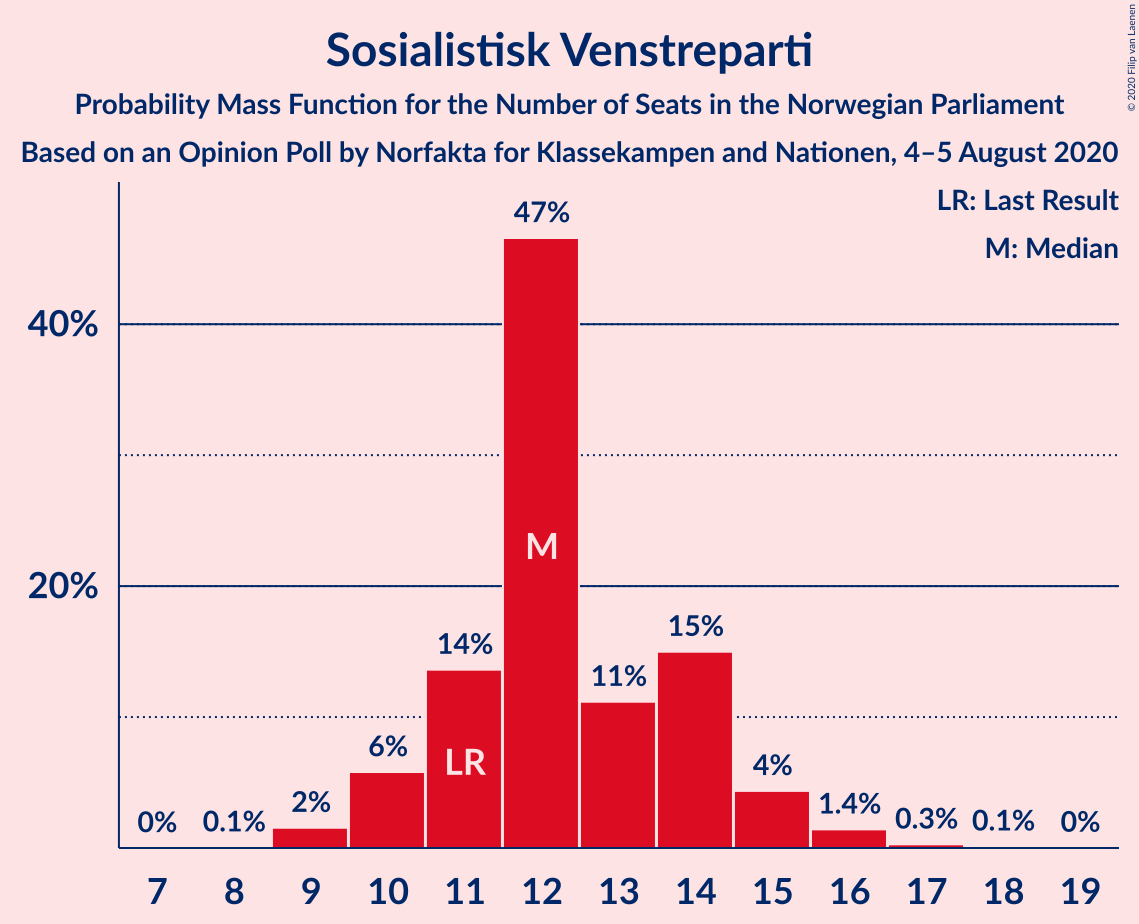 Sosialistisk Venstreparti
Probability Mass Function for the Number of Seats in the Norwegian Parliament
Based on an Opinion Poll by Norfakta for Klassekampen and Nationen, 4–5 August 2020
© 2020 Filip van Laenen
LR: Last Result
M: Median
40%
20%
0%
0.1%
2%
6%
14%
47%
11%
15%
4%
1.4%
0.3%
0.1%
0%
LR
M
7 8 9 10 11 12 13 14 15 16 17 18 19